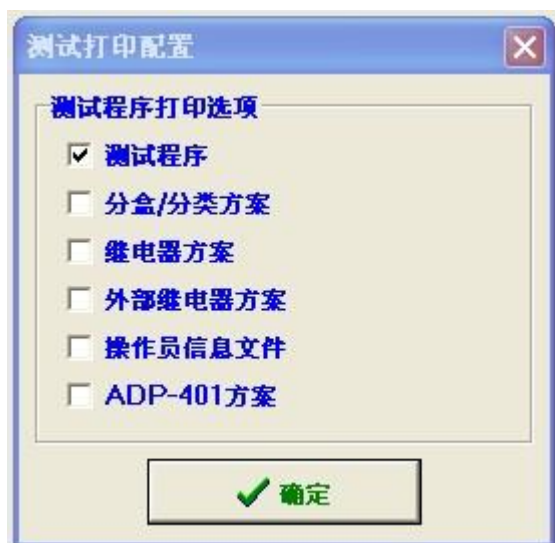 测试打印配置
测试程序打印选项
测试程序
分盒/分类方案
继电器方案
外部继电器方案
操作员信息文件
ADP-401方案
确定